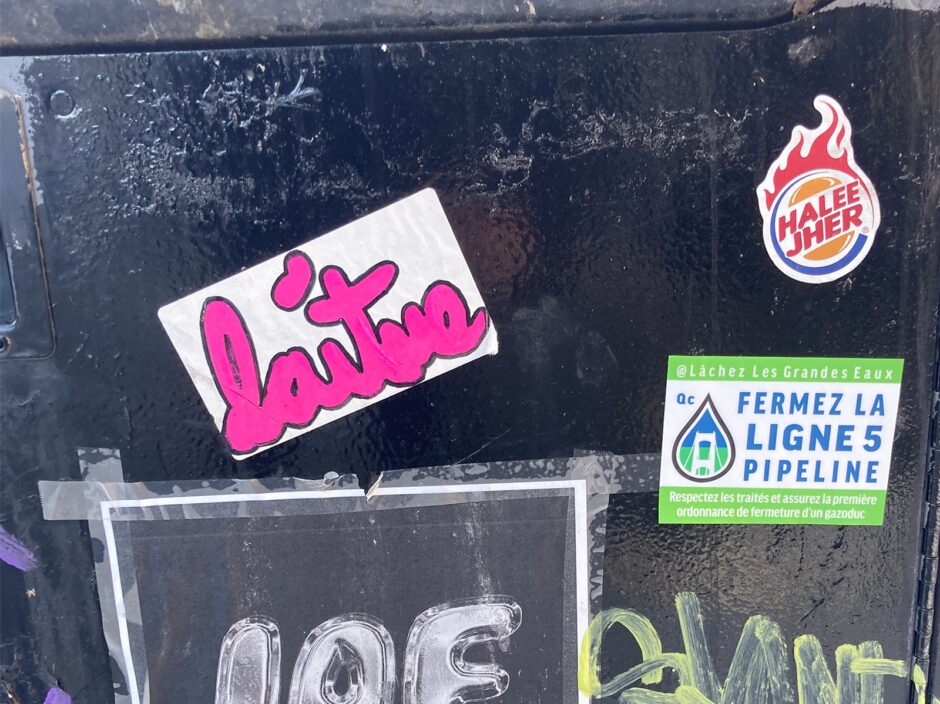 HALEE
JHER
®
laitue
@Lâchez Les Grandes Eaux
Qc
FERMEZ LA
LIGNE 5
PIPELINE
Respectez les traités et assurez la première
ordonnance de fermeture d'un gazoduc